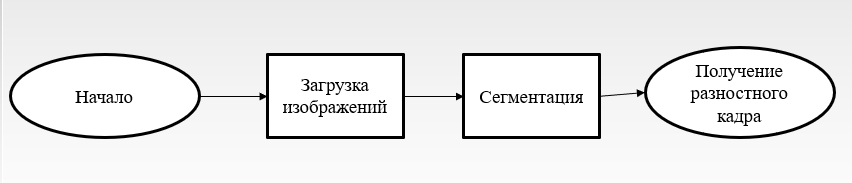 Начало
Загрузка
изображений
Сегментация
Получение
разностного
кадра